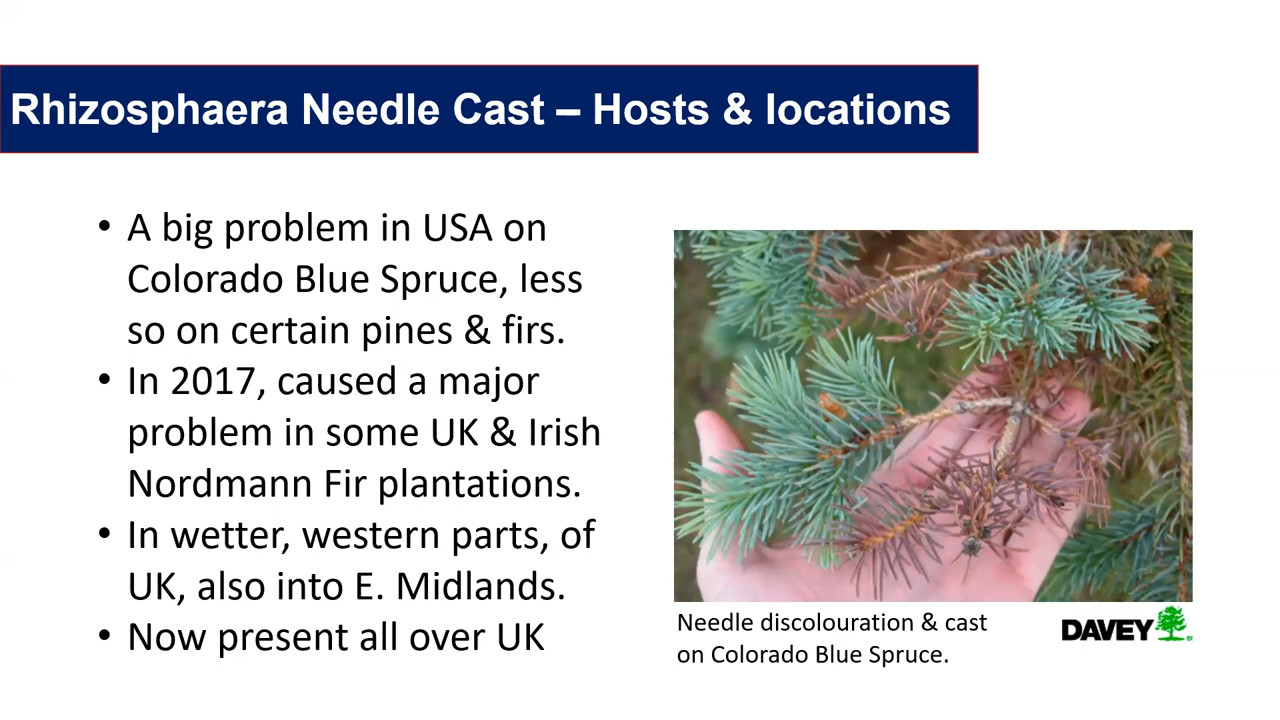 Rhizosphaera Needle Cast – Hosts & locations
• A big problem in USA on
Colorado Blue Spruce, less
so on certain pines & firs.
• In 2017, caused a major
problem in some UK & Irish
Nordmann Fir plantations.
• In wetter, western parts, of
UK, also into E. Midlands.
• Now present all over UK
Needle discolouration & cast
on Colorado Blue Spruce.
DAVEY